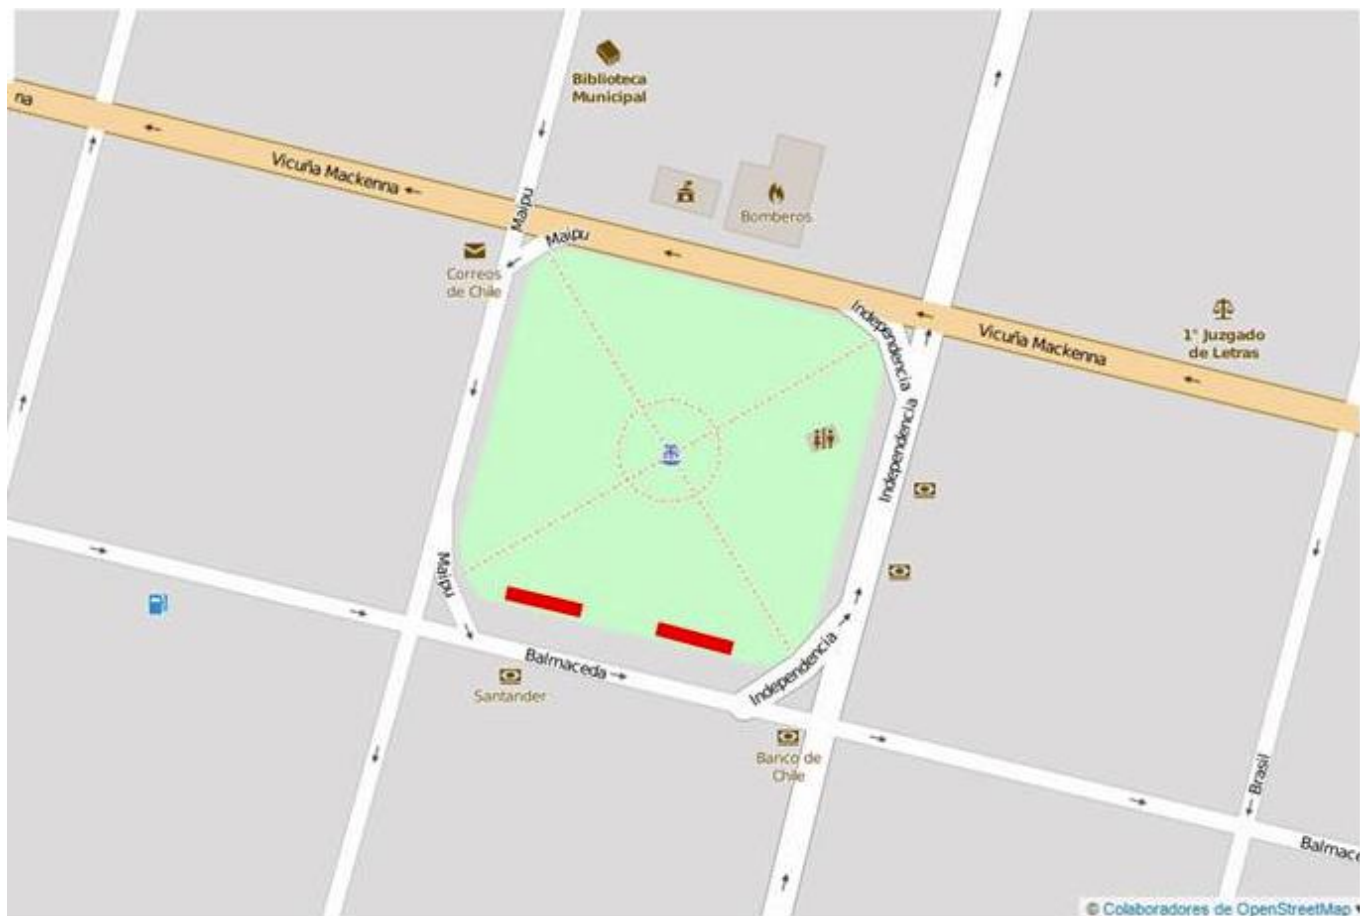 Biblioteca
Municipal
na
Vicuña Mackenna
Maipu
Maipu
Bomberos
Correos
de Chile
Independencia
Vicuña Mackenna
1° Juzgado
de Letras
Independencia
Maipu
Balmaceda
Santander
Independencia
Banco de
Chile
Brasil
Balmace
© Colaboradores de OpenStreetMap